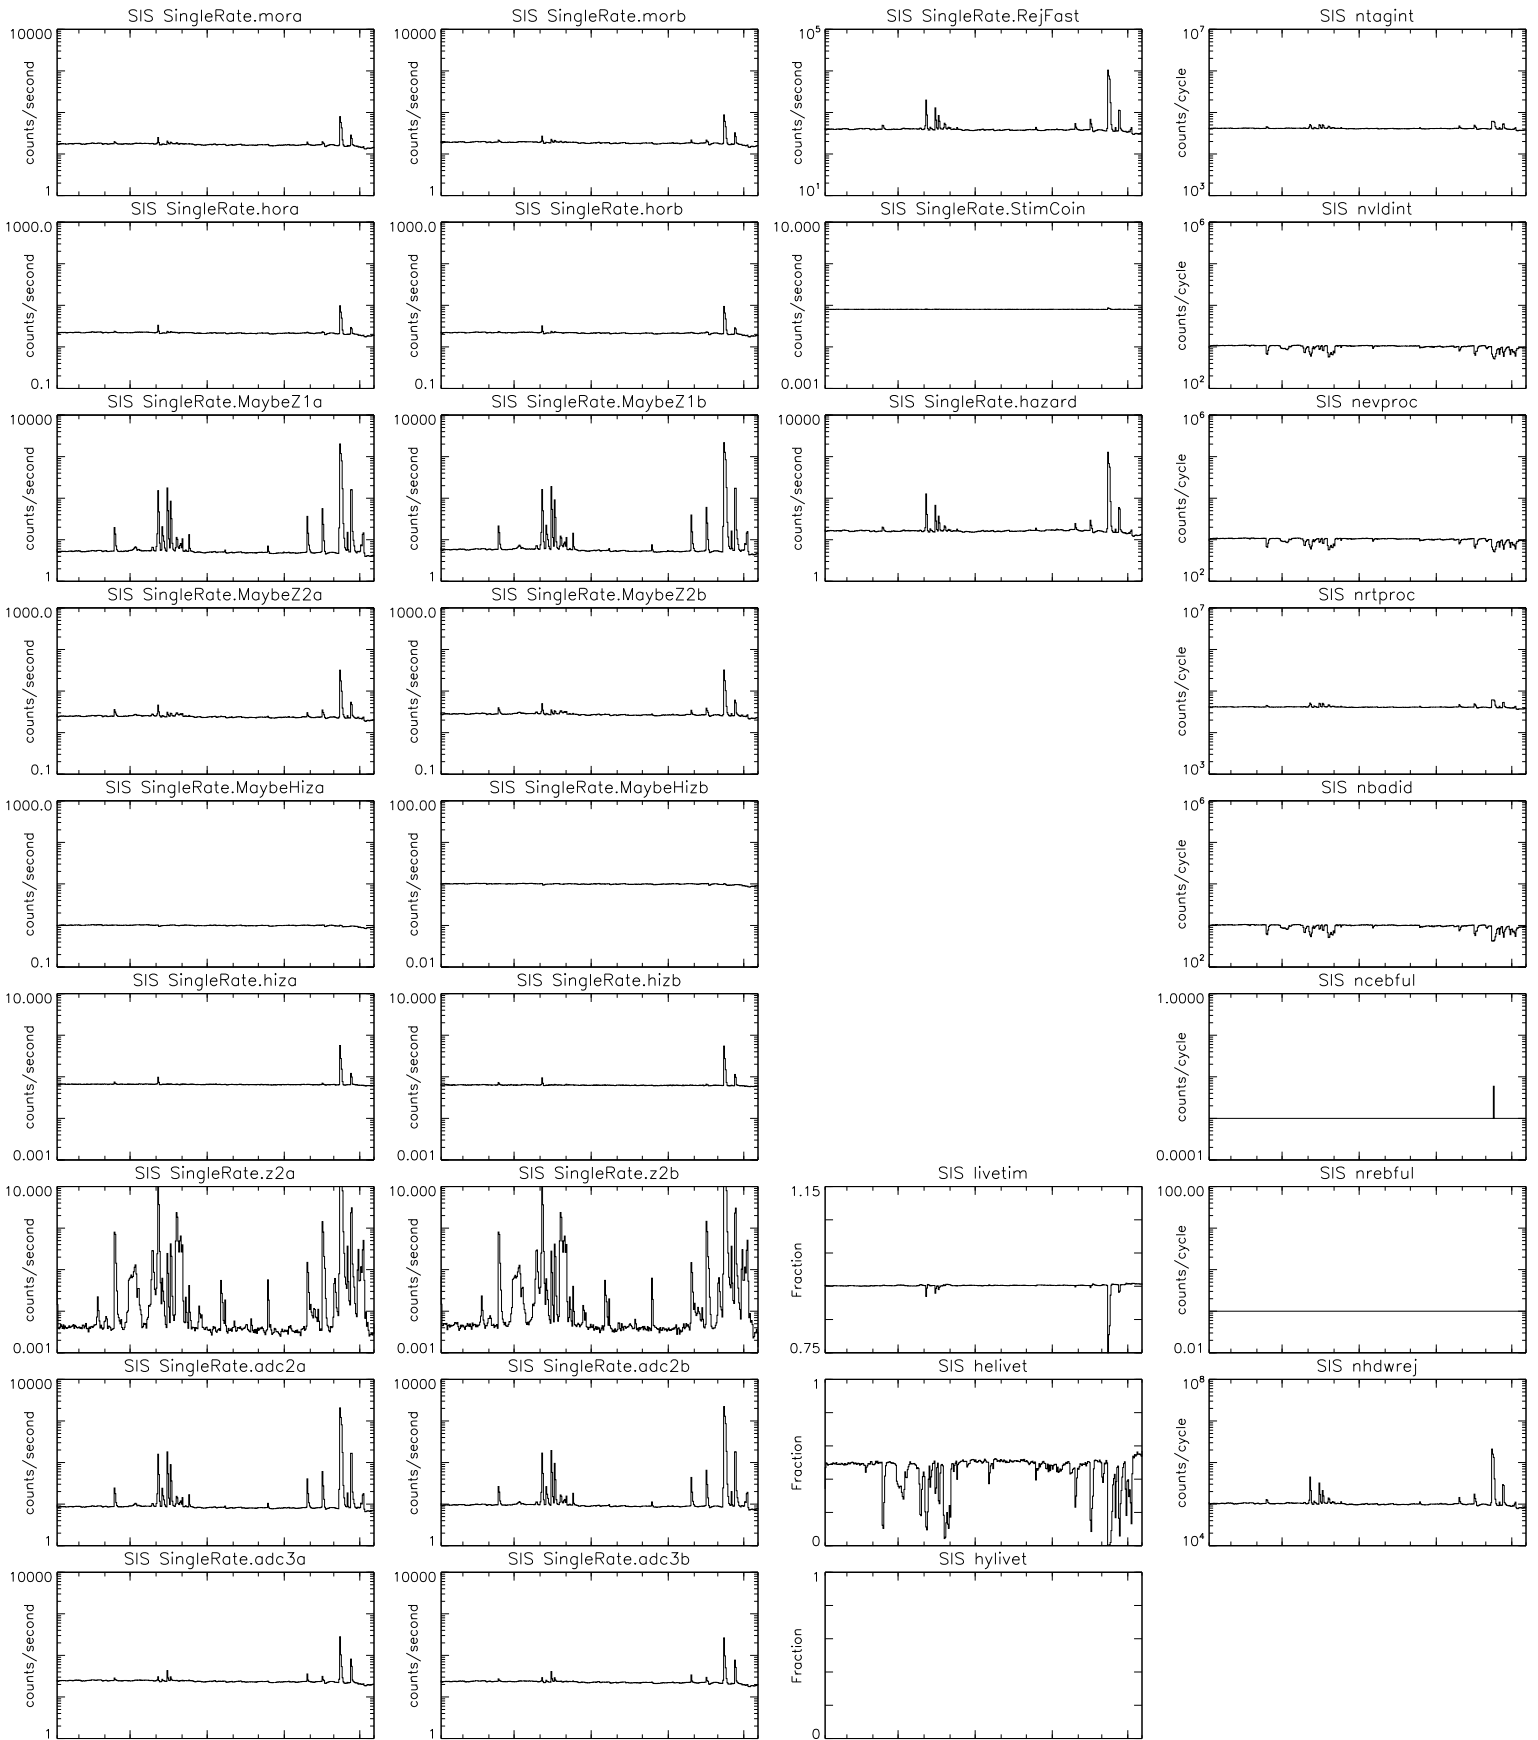 SIS SingleRate.mora
10000
counts/second
1
SIS SingleRate.morb
10000
counts/second
1
SIS SingleRate.RejFast
10^5
counts/second
10^1
SIS ntagint
10^7
counts/cycle
10^3
SIS SingleRate.hora
1000.0
counts/second
0.1
SIS SingleRate.horb
1000.0
counts/second
0.1
SIS SingleRate.StimCoin
10.000
counts/second
0.001
SIS nvldint
10^6
counts/cycle
10^2
SIS SingleRate.MaybeZ1a
10000
counts/second
1
SIS SingleRate.MaybeZ1b
10000
counts/second
1
SIS SingleRate.hazard
10000
counts/second
1
SIS nevproc
10^6
counts/cycle
10^2
SIS SingleRate.MaybeZ2a
1000.0
counts/second
0.1
SIS SingleRate.MaybeZ2b
1000.0
counts/second
0.1
SIS nrtproc
10^7
counts/cycle
10^3
SIS SingleRate.MaybeHiza
1000.0
counts/second
0.1
SIS SingleRate.MaybeHizb
100.00
counts/second
0.01
SIS nbadid
10^6
counts/cycle
10^2
SIS SingleRate.hiza
10.000
counts/second
0.001
SIS SingleRate.hizb
10.000
counts/second
0.001
SIS ncebful
1.0000
counts/cycle
0.0001
SIS SingleRate.z2a
10.000
counts/second
0.001
SIS SingleRate.z2b
10.000
counts/second
0.001
SIS livetim
1.15
Fraction
0.75
SIS nrebful
100.00
counts/cycle
0.01
SIS SingleRate.adc2a
10000
counts/second
1
SIS SingleRate.adc2b
10000
counts/second
1
SIS helivet
1
Fraction
0
SIS nhdwrej
10^8
counts/cycle
10^4
SIS SingleRate.adc3a
10000
counts/second
1
SIS SingleRate.adc3b
10000
counts/second
1
SIS hylivet
1
Fraction
0